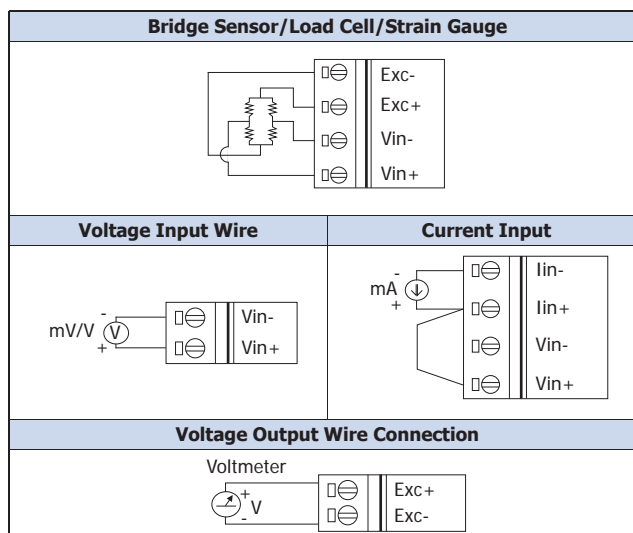 Bridge Sensor/Load Cell/Strain Gauge
Exc-
Exc+
Vin-
Vin+
Voltage Input Wire
-
mV/V
V
+
Vin-
Vin+
Current Input
-
mA
+
Iin-
Iin+
Vin-
Vin+
Voltage Output Wire Connection
Voltmeter
+
V
-
Exc+
Exc-